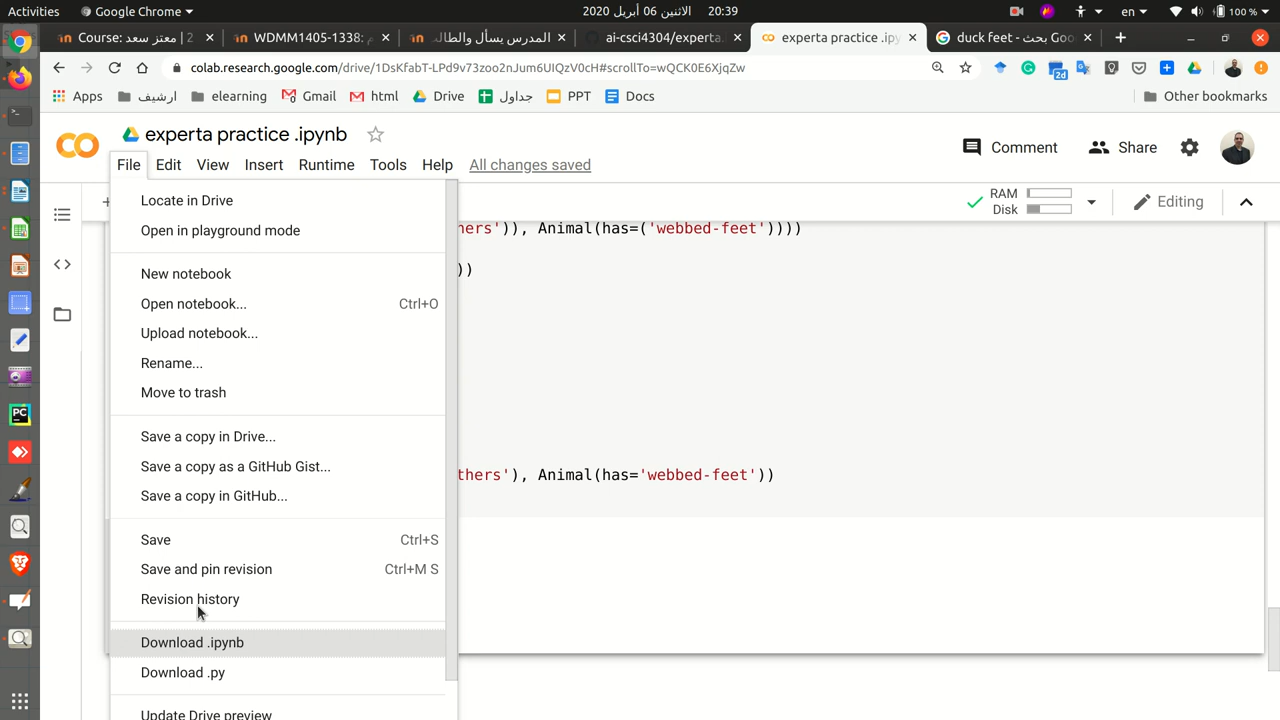 Activities
Google Chrome
الاثنين 06 أبريل 2020 20:39
en
100 %
Course: معتز سعد | 2
WDMM1405-1338:
المدرس يسأل والطال
ai-csci4304/experta.
experta practice .ipy
duck feet - بحث Goo
colab.research.google.com/drive/1DsKfabT-LPd9v73zoo2nJum6UIQzV0cH#scrollTo=wQCK0E6XjqZw
2d
Apps
ارشيف
elearning
Gmail
html
Drive
جداول
PPT
Docs
Other bookmarks
experta practice .ipynb
File Edit View Insert Runtime Tools Help All changes saved
Comment
Share
RAM
Disk
Editing
Locate in Drive
Open in playground mode
New notebook
Open notebook... Ctrl+O
Upload notebook...
Rename...
Move to trash
Save a copy in Drive...
Save a copy as a GitHub Gist...
Save a copy in GitHub...
Save Ctrl+S
Save and pin revision Ctrl+M S
Revision history
Download .ipynb
Download .py
Update Drive preview
hers')), Animal(has=('webbed-feet'))))
))
thers'), Animal(has='webbed-feet'))
PC